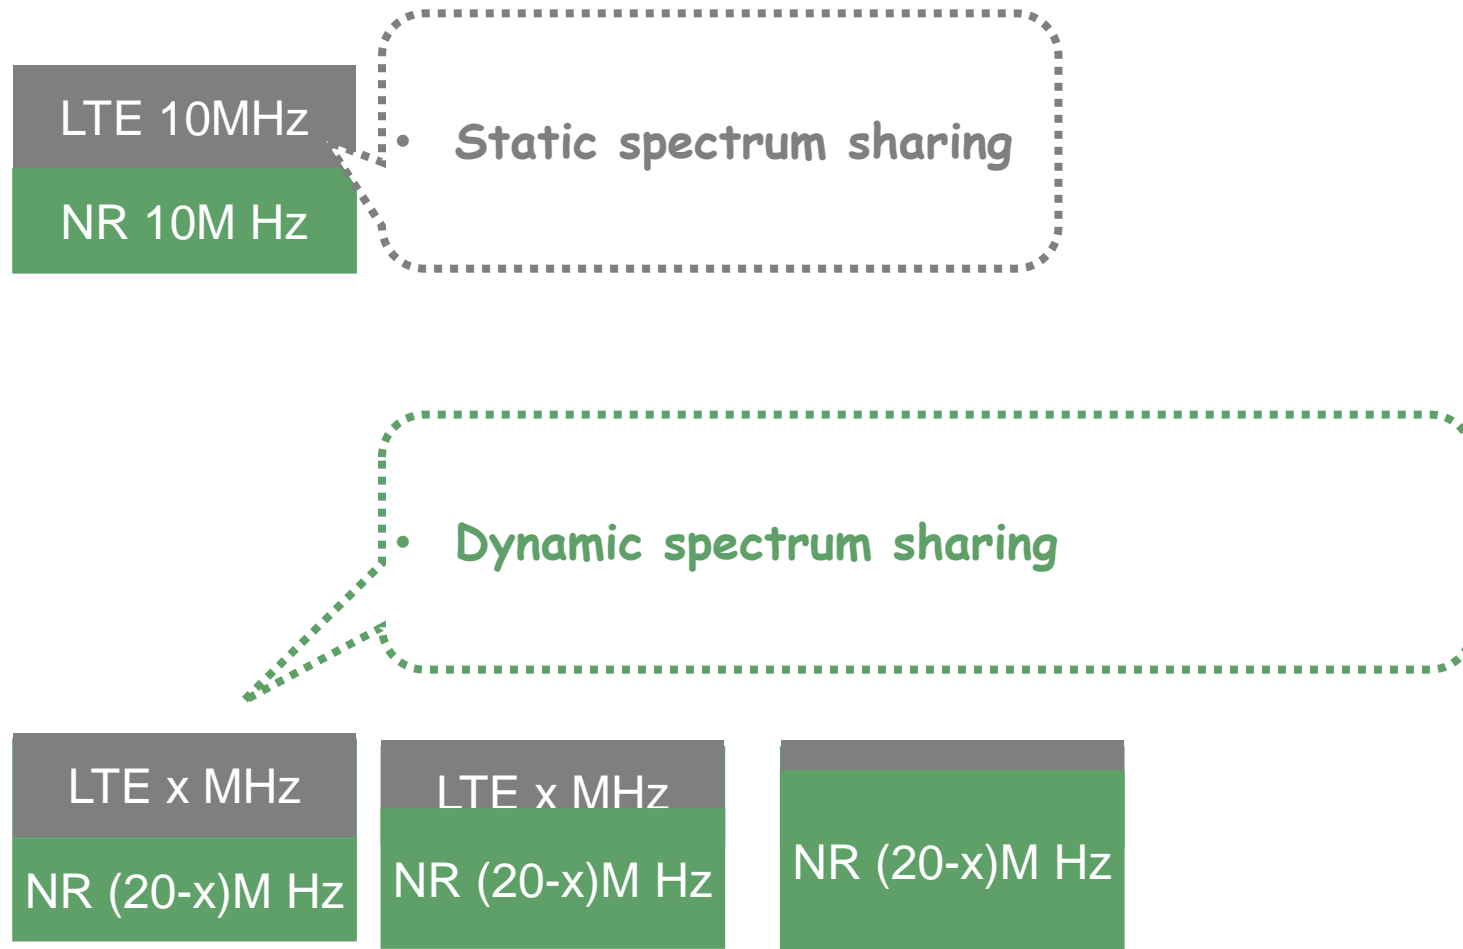 LTE 10MHz
NR 10M Hz
• Static spectrum sharing
• Dynamic spectrum sharing
LTE x MHz
NR (20-x)M Hz
LTE x MHz
NR (20-x)M Hz
NR (20-x)M Hz